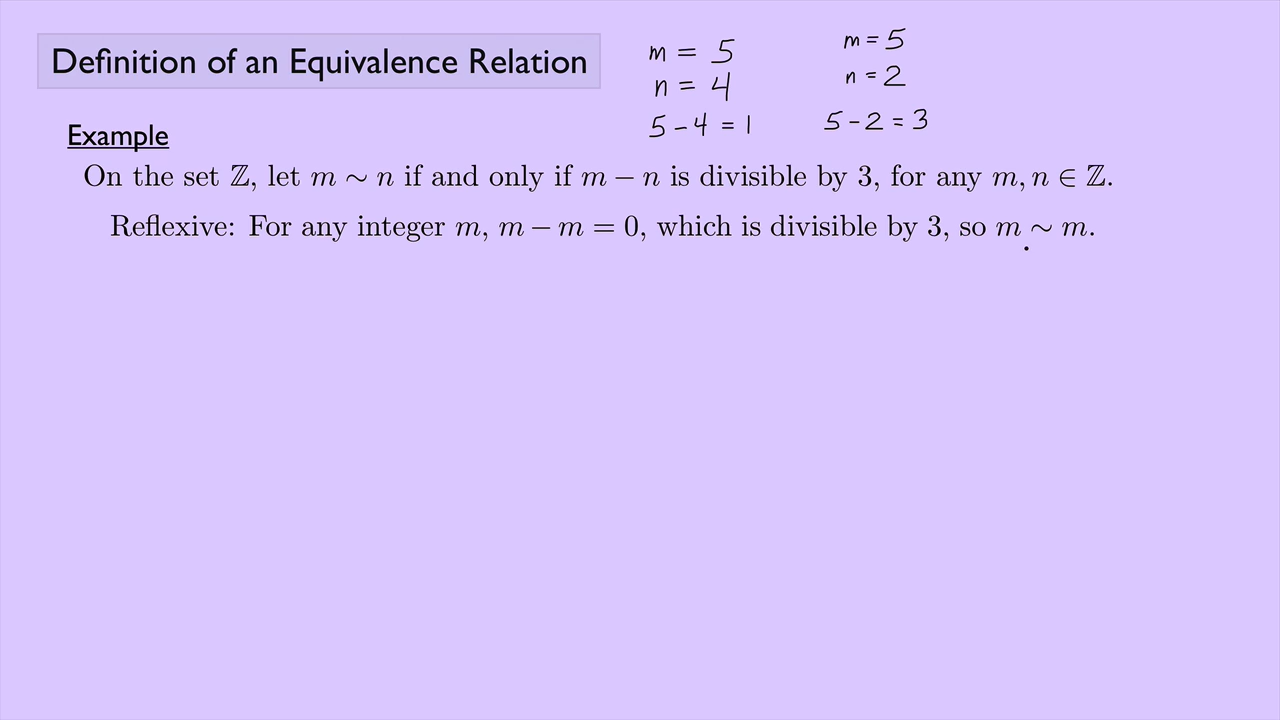 Definition of an Equivalence Relation
m = 5
n = 4
5 - 4 = 1
m = 5
n = 2
5 - 2 = 3
Example
On the set ℤ, let m ∼ n if and only if m − n is divisible by 3, for any m, n ∈ ℤ.
Reflexive: For any integer m, m − m = 0, which is divisible by 3, so m ∼ m.